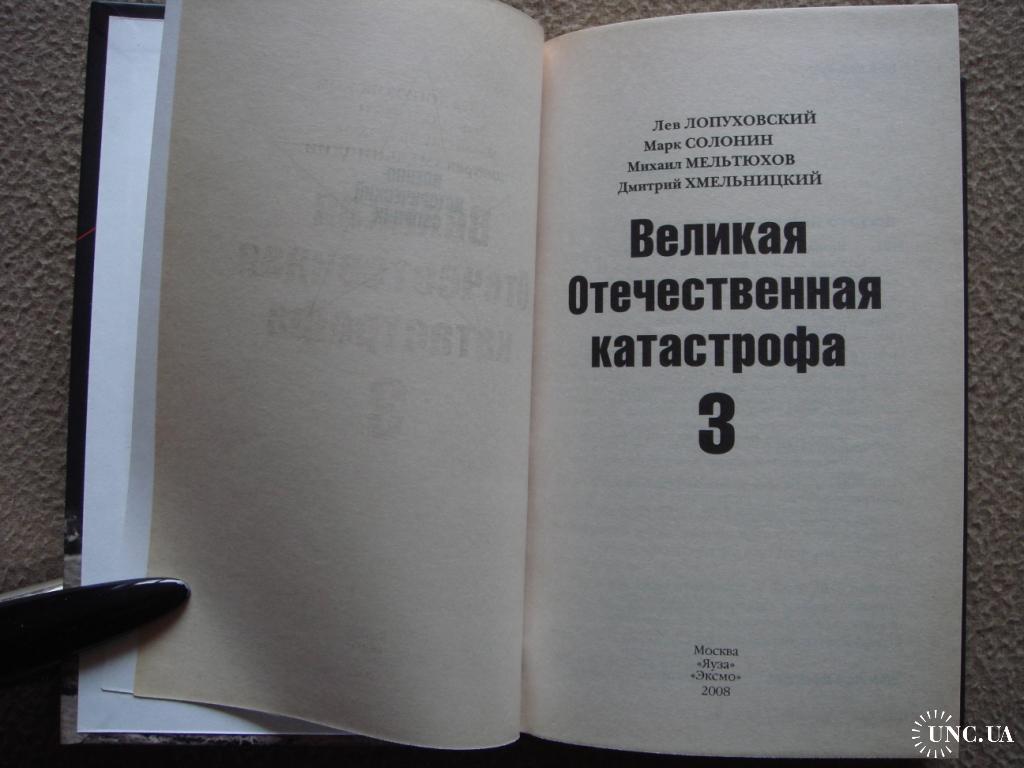 Лев ЛОПУХОВСКИЙ
Марк СОЛОНИН
Михаил МЕЛЬТЮХОВ
Дмитрий ХМЕЛЬНИЦКИЙ
Великая
Отечественная
катастрофа
3
Москва
«Яуза»
«Эксмо»
2008
UNC.UA